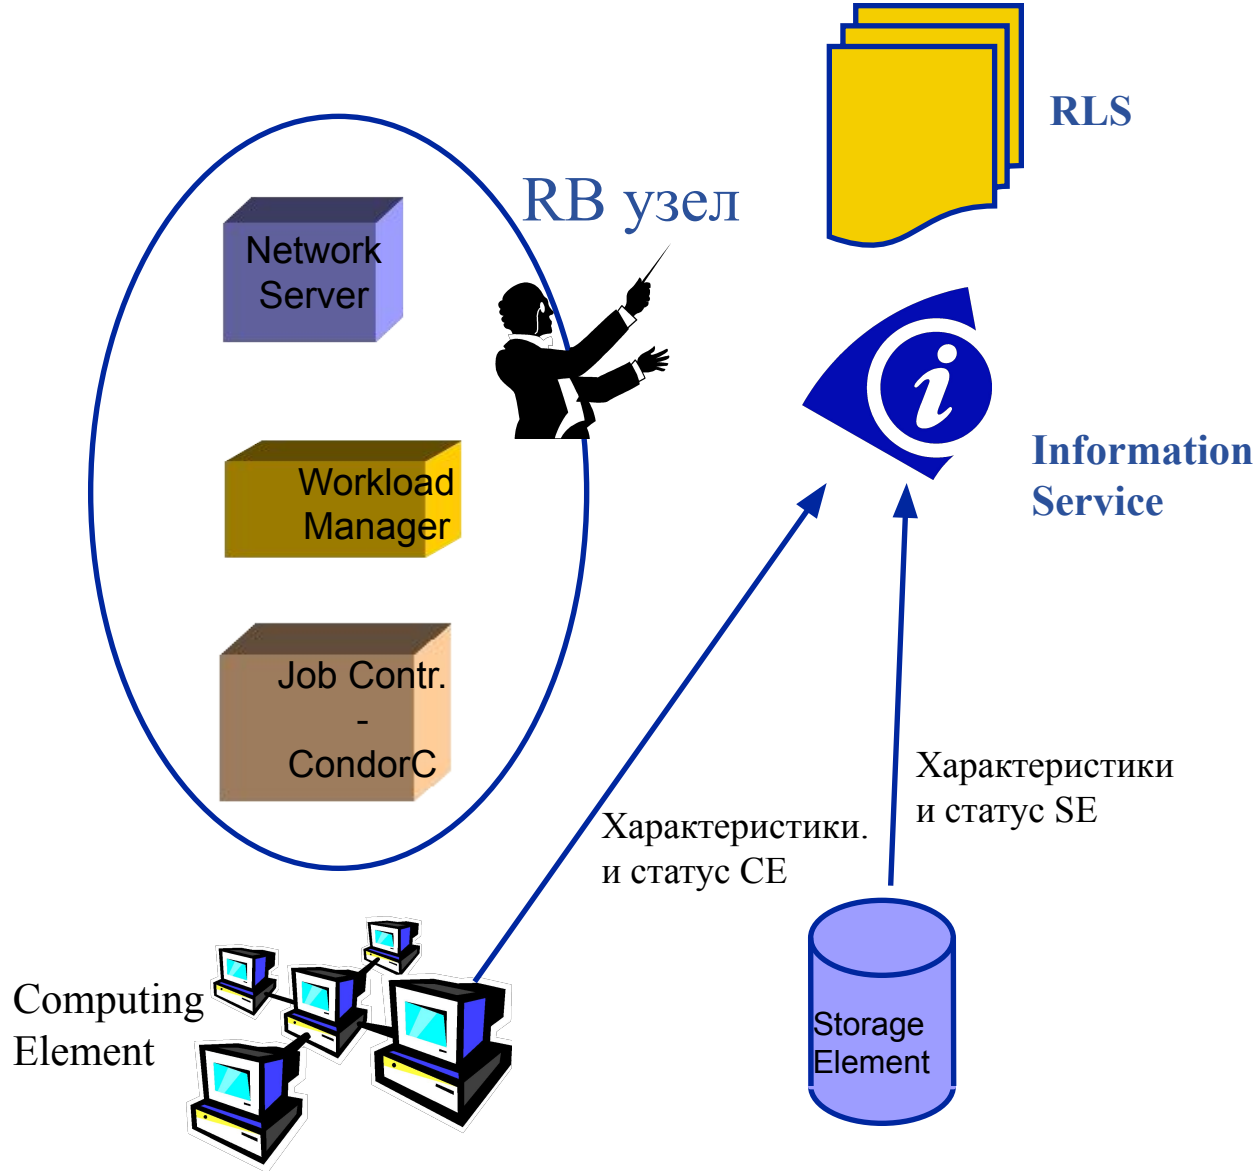 RLS
RB узел
Network
Server
Information
Service
Workload
Manager
Job Contr.
-
CondorC
Характеристики
и статус SE
Характеристики.
и статус CE
Computing
Element
Storage
Element